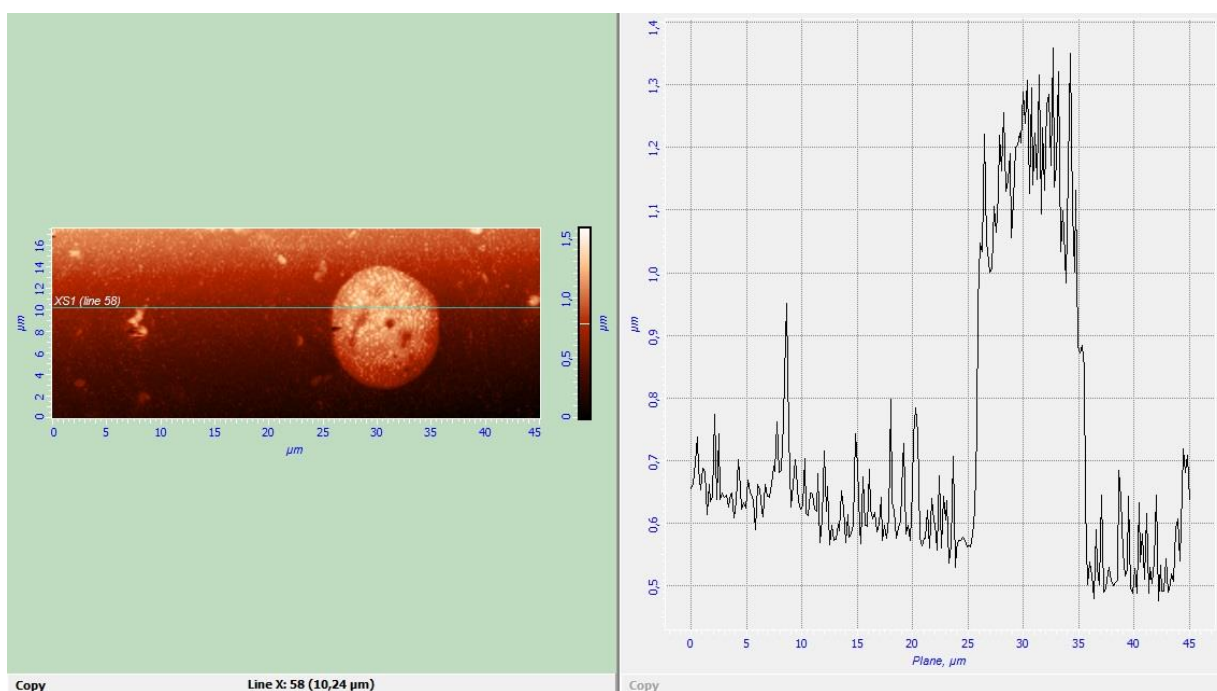 16
14
12
10
8
6
4
2
0
µm
XS1 (line 58)
0 5 10 15 20 25 30 35 40 45
µm
1,5
1,0
0,5
0
µm
Copy
Line X: 58 (10,24 µm)
1,4
1,3
1,2
1,1
1,0
0,9
0,8
0,7
0,6
0,5
µm
0 5 10 15 20 25 30 35 40 45
Plane, µm
Copy